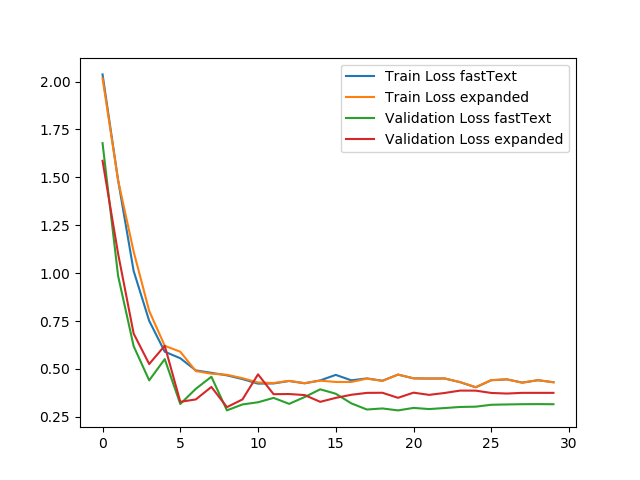 Train Loss fastText
Train Loss expanded
Validation Loss fastText
Validation Loss expanded
2.00
1.75
1.50
1.25
1.00
0.75
0.50
0.25
0 5 10 15 20 25 30